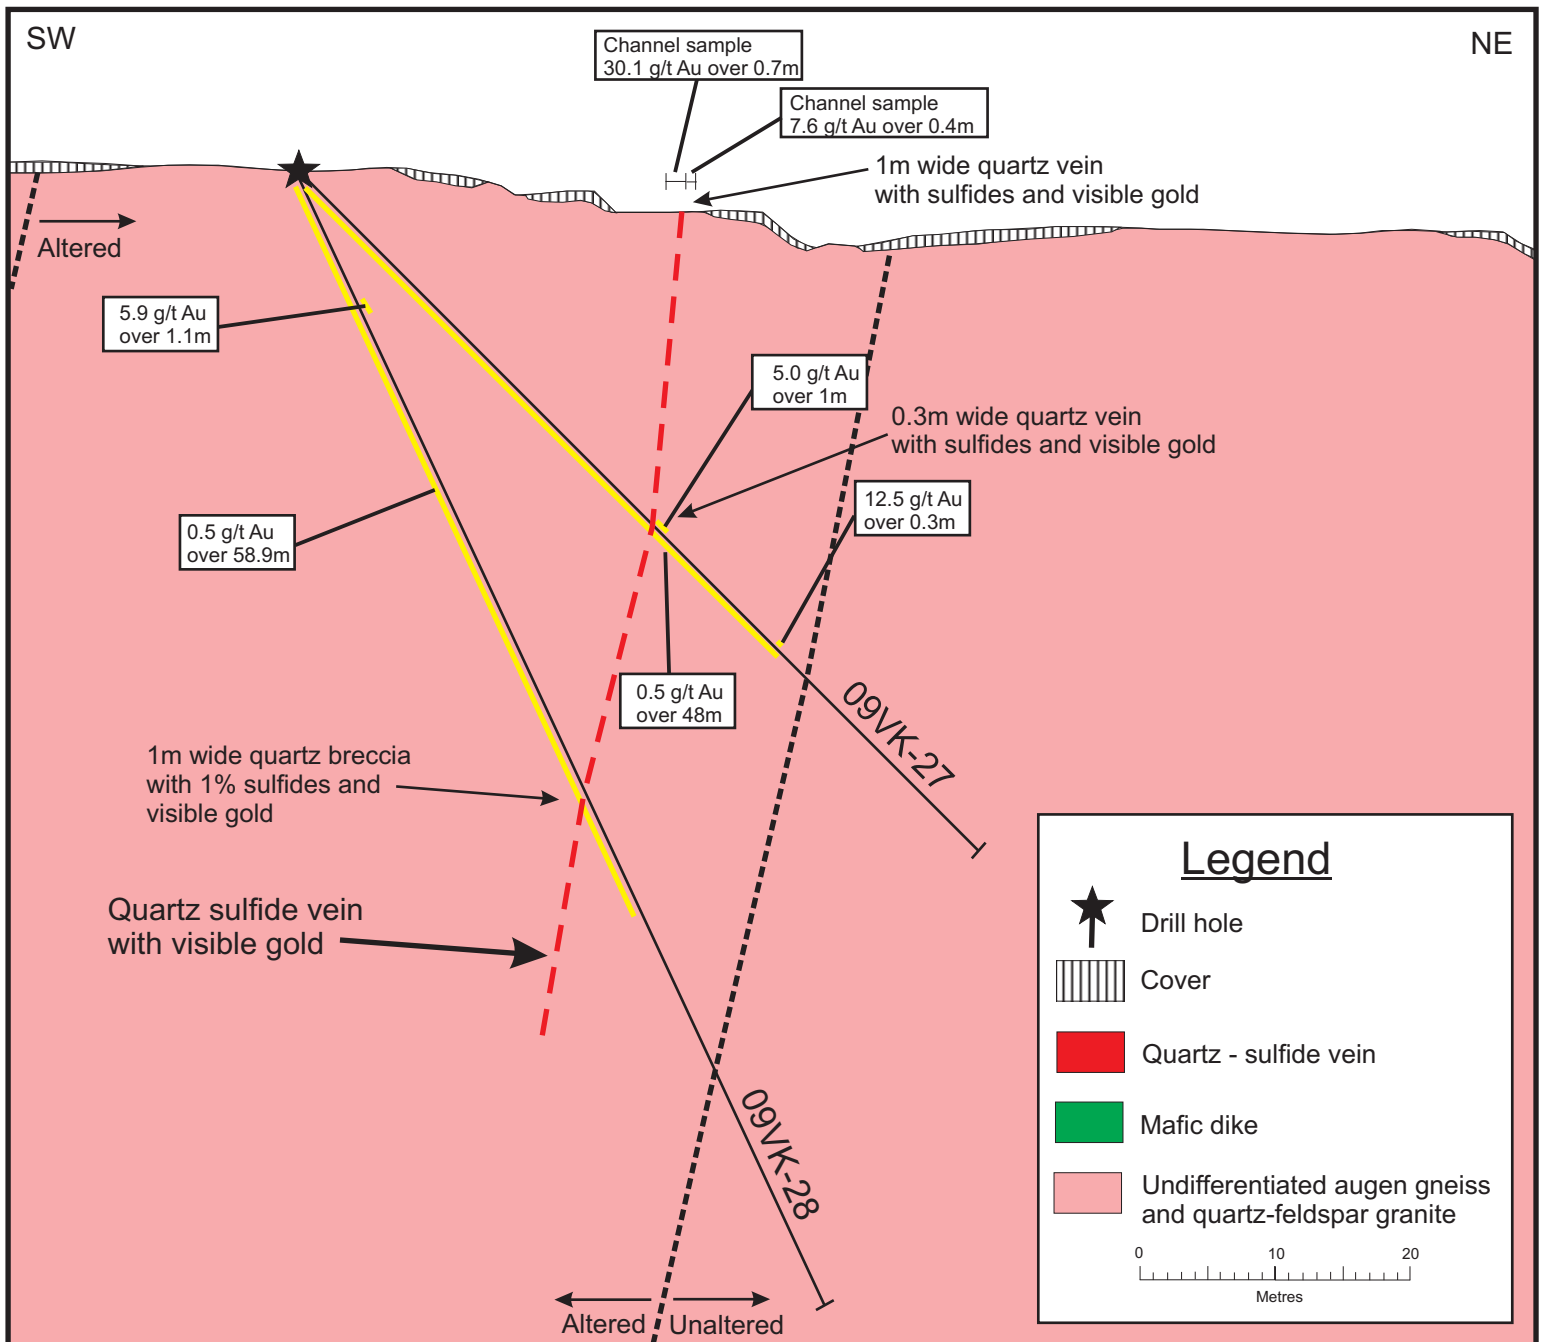 SW
NE
Channel sample
30.1 g/t Au over 0.7m
Channel sample
7.6 g/t Au over 0.4m
1m wide quartz vein
with sulfides and visible gold
Altered
5.9 g/t Au
over 1.1m
5.0 g/t Au
over 1m
0.3m wide quartz vein
with sulfides and visible gold
12.5 g/t Au
over 0.3m
0.5 g/t Au
over 58.9m
0.5 g/t Au
over 48m
09VK-27
1m wide quartz breccia
with 1% sulfides and
visible gold
Quartz sulfide vein
with visible gold
09VK-28
Altered
Unaltered
Legend
Drill hole
Cover
Quartz - sulfide vein
Mafic dike
Undifferentiated augen gneiss
and quartz-feldspar granite
0 10 20
Metres